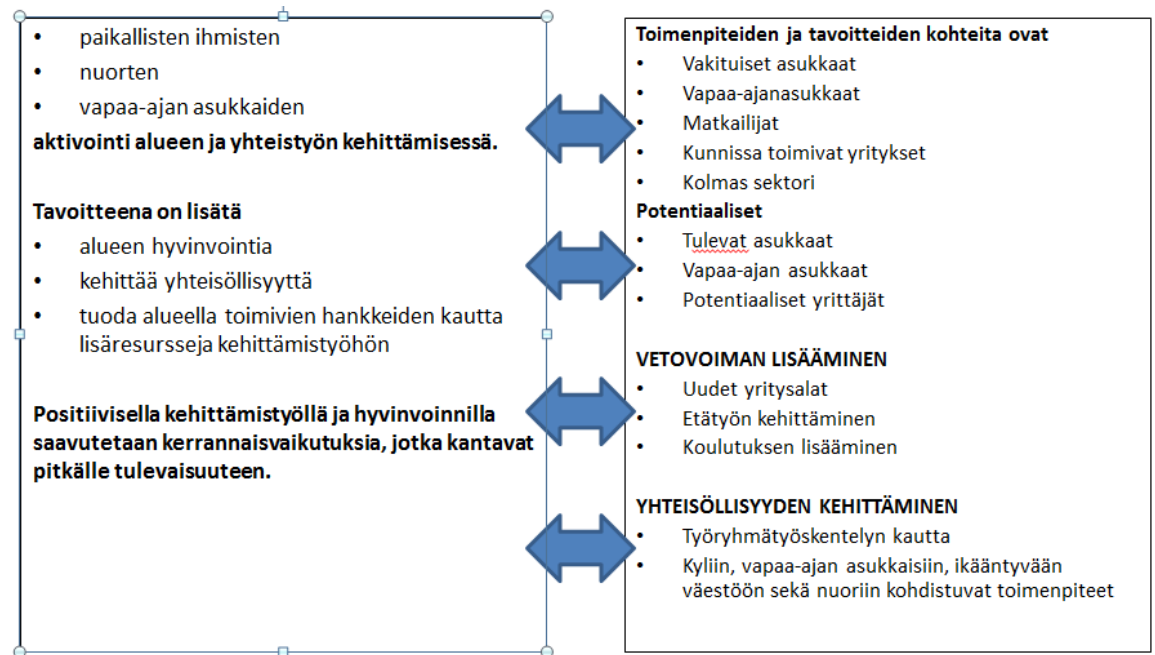 • paikallisten ihmisten
• nuorten
• vapaa-ajan asukkaiden
aktivointi alueen ja yhteistyön kehittämisessä.
Tavoitteena on lisätä
• alueen hyvinvointia
• kehittää yhteisöllisyyttä
• tuoda alueella toimivien hankkeiden kautta
lisäresursseja kehittämistyöhön
Positiivisella kehittämistyöllä ja hyvinvoinnilla
saavutetaan kerrannaisvaikutuksia, jotka kantavat
pitkälle tulevaisuuteen.
Toimenpiteiden ja tavoitteiden kohteita ovat
• Vakituiset asukkaat
• Vapaa-ajanasukkaat
• Matkailijat
• Kunnissa toimivat yritykset
• Kolmas sektori
Potentiaaliset
• Tulevat asukkaat
• Vapaa-ajan asukkaat
• Potentiaaliset yrittäjät
VETOVOIMAN LISÄÄMINEN
• Uudet yritysalat
• Etätyön kehittäminen
• Koulutuksen lisääminen
YHTEISÖLLISYYDEN KEHITTÄMINEN
• Työryhmätyöskentelyn kautta
• Kyliin, vapaa-ajan asukkaisiin, ikääntyvään
väestöön sekä nuoriin kohdistuvat toimenpiteet